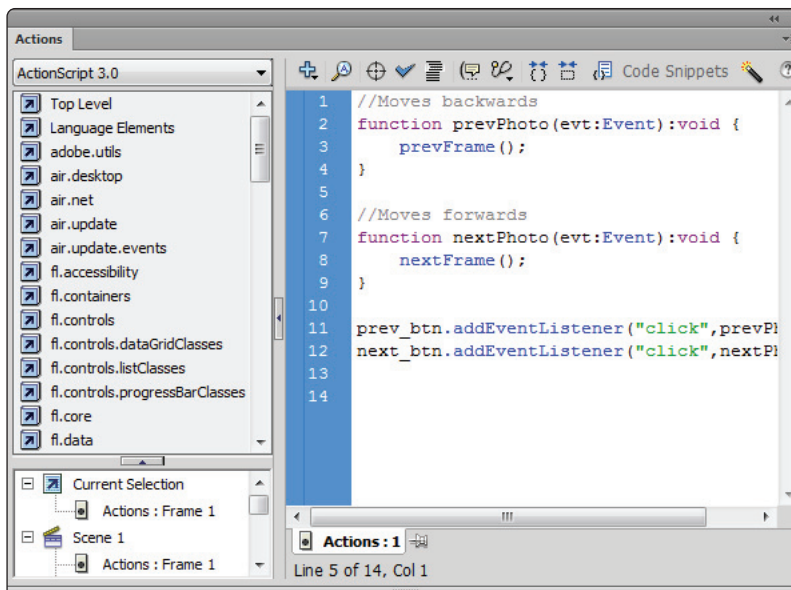 Actions
ActionScript 3.0
Top Level
Language Elements
adobe.utils
air.desktop
air.net
air.update
air.update.events
fl.accessibility
fl.containers
fl.controls
fl.controls.dataGridClasses
fl.controls.listClasses
fl.controls.progressBarClasses
fl.core
fl.data
Current Selection
Actions : Frame 1
Scene 1
Actions : Frame 1
Code Snippets
1 //Moves backwards
2 function prevPhoto(evt:Event):void {
3 prevFrame();
4 }
5
6 //Moves forwards
7 function nextPhoto(evt:Event):void {
8 nextFrame();
9 }
10
11 prev_btn.addEventListener("click",prevPh
12 next_btn.addEventListener("click",nextPh
13
14
Actions : 1
Line 5 of 14, Col 1